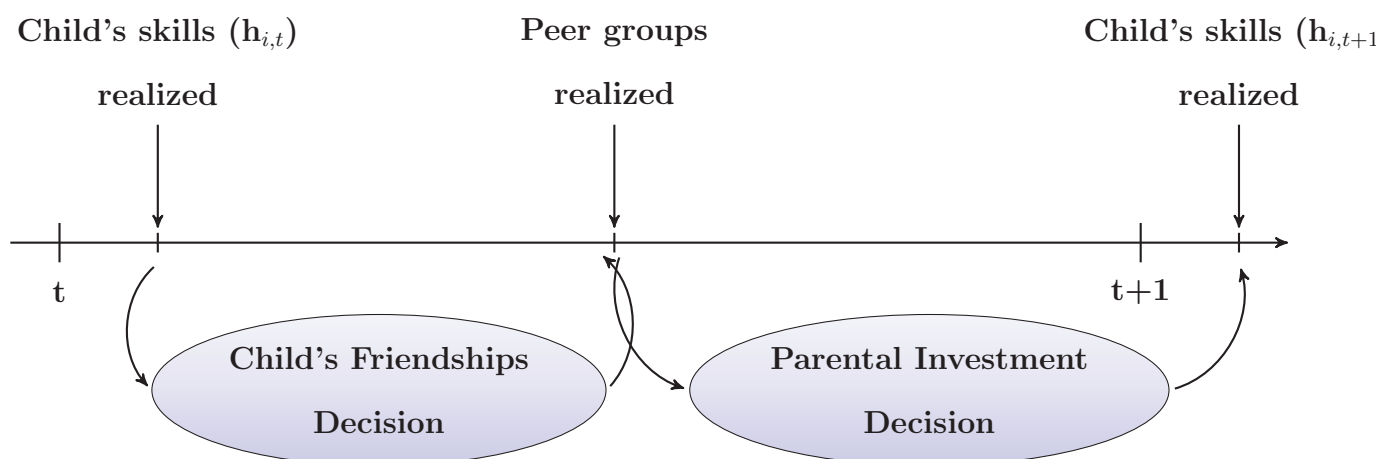 Child's skills (h_{i,t})
realized
Peer groups
realized
Child's skills (h_{i,t+1}
realized
t
t+1
Child's Friendships
Decision
Parental Investment
Decision